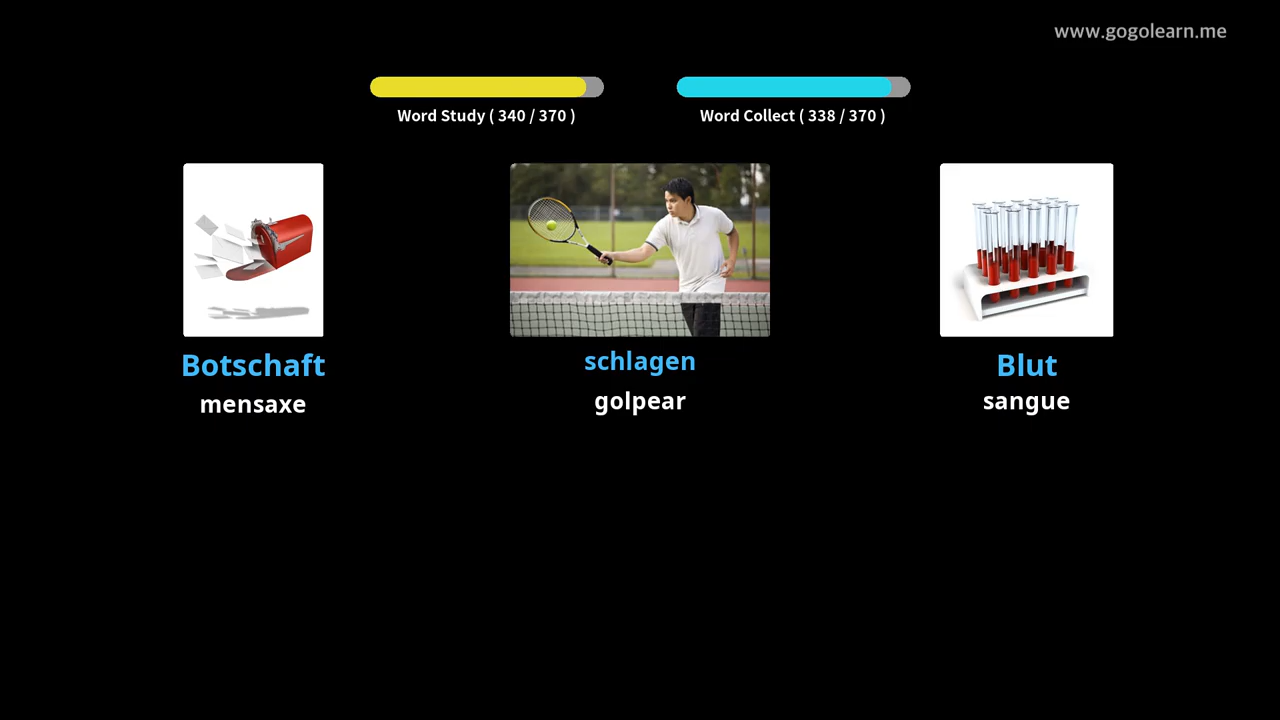 www.gogolearn.me
Word Study ( 340 / 370 )
Word Collect ( 338 / 370 )
Botschaft
mensaxe
schlagen
golpear
Blut
sangue